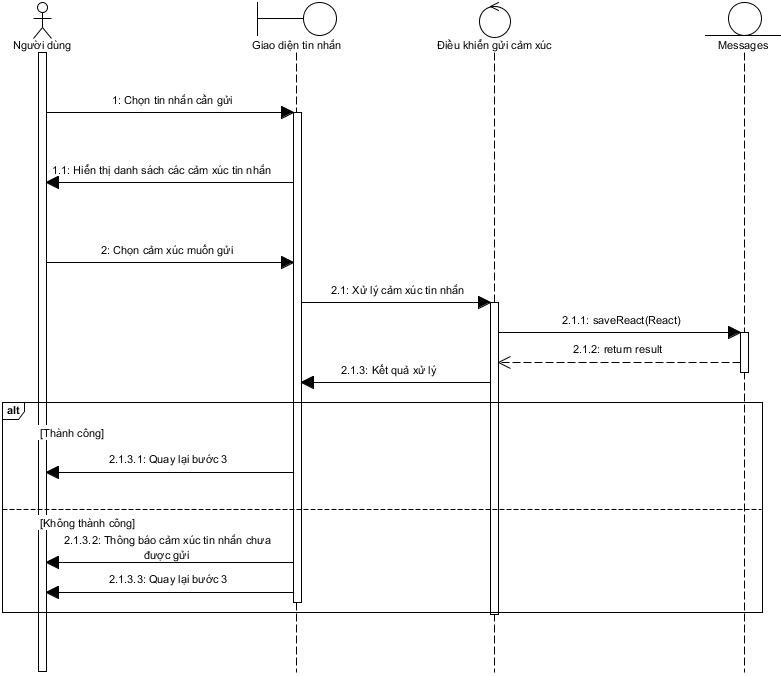 Người dùng
Giao diện tin nhắn
Điều khiển gửi cảm xúc
Messages
1: Chọn tin nhắn cần gửi
1.1: Hiển thị danh sách các cảm xúc tin nhắn
2: Chọn cảm xúc muốn gửi
2.1: Xử lý cảm xúc tin nhắn
2.1.1: saveReact(React)
2.1.2: return result
2.1.3: Kết quả xử lý
alt
[Thành công]
2.1.3.1: Quay lại bước 3
[Không thành công]
2.1.3.2: Thông báo cảm xúc tin nhắn chưa
được gửi
2.1.3.3: Quay lại bước 3